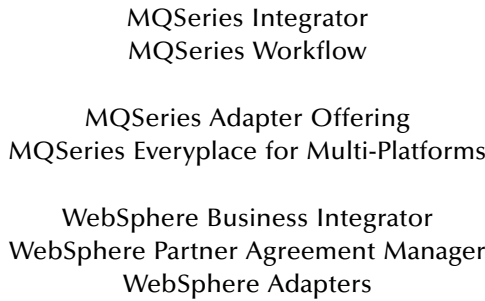 MQSeries Integrator
MQSeries Workflow
MQSeries Adapter Offering
MQSeries Everyplace for Multi-Platforms
WebSphere Business Integrator
WebSphere Partner Agreement Manager
WebSphere Adapters